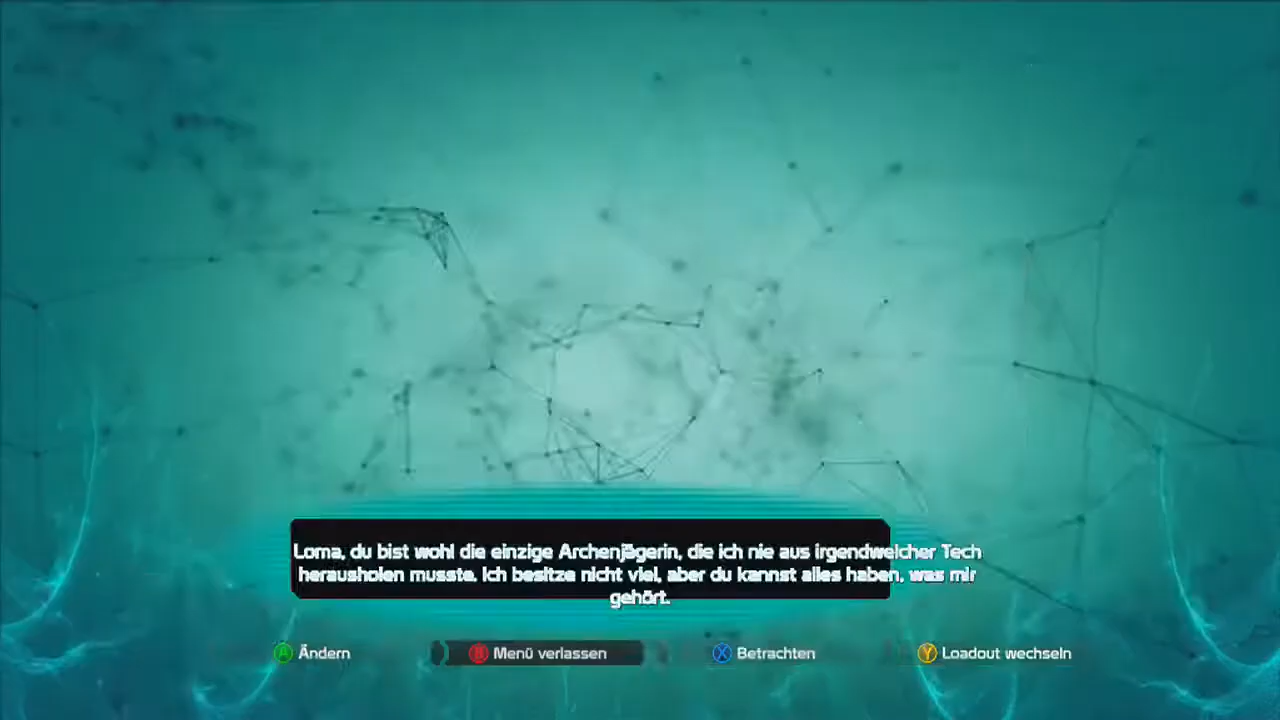 Loma, du bist wohl die einzige Archenjägerin, die ich nie aus irgendwelcher Tech
herausholen musste. Ich besitze nicht viel, aber du kannst alles haben, was mir
gehört.
A Ändern B Menü verlassen X Betrachten Y Loadout wechseln